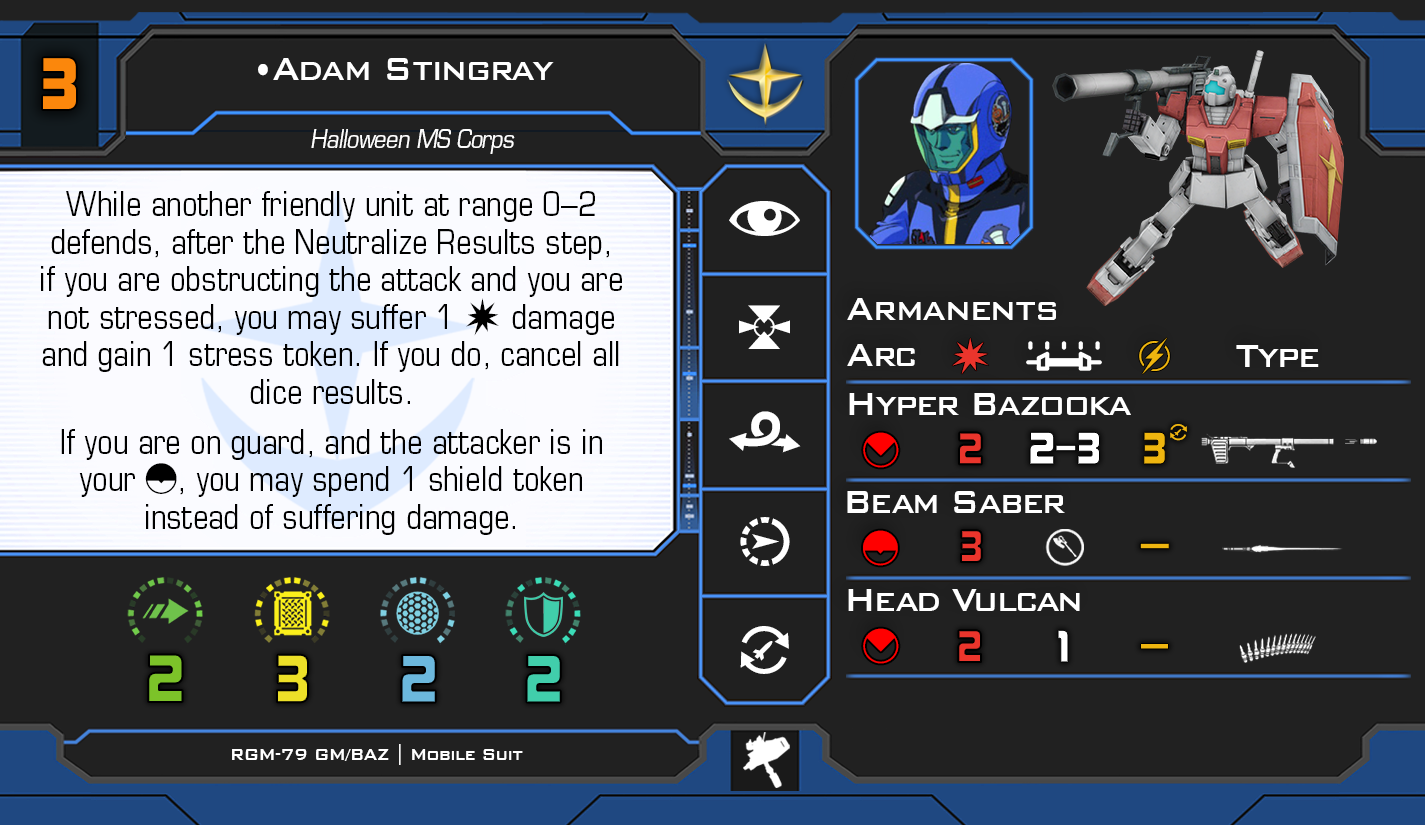 3
•Adam Stingray
Halloween MS Corps
While another friendly unit at range 0–2
defends, after the Neutralize Results step,
if you are obstructing the attack and you are
not stressed, you may suffer 1 damage
and gain 1 stress token. If you do, cancel all
dice results.
If you are on guard, and the attacker is in
your , you may spend 1 shield token
instead of suffering damage.
2 3 2 2
RGM-79 GM/BAZ | Mobile Suit
Armanents
Arc Type
Hyper Bazooka
2 2–3 3
Beam Saber
3 –
Head Vulcan
2 1 –